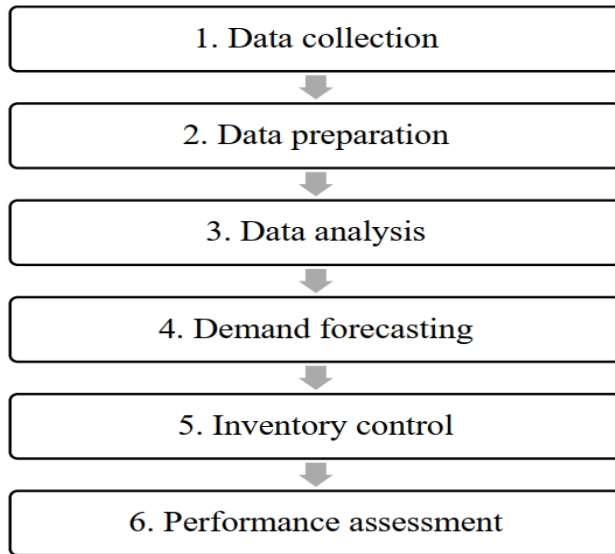 1. Data collection
2. Data preparation
3. Data analysis
4. Demand forecasting
5. Inventory control
6. Performance assessment